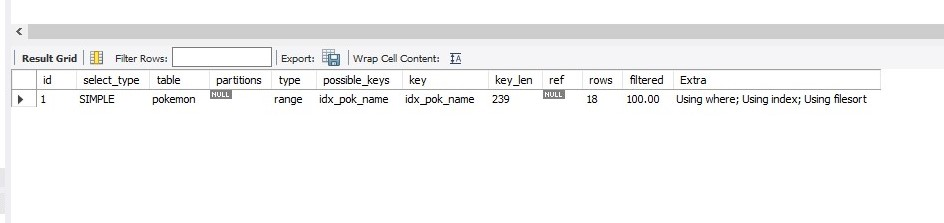 Result Grid Filter Rows: Export: Wrap Cell Content:
id select_type table partitions type possible_keys key key_len ref rows filtered Extra
1 SIMPLE pokemon NULL range idx_pok_name idx_pok_name 239 NULL 18 100.00 Using where; Using index; Using filesort